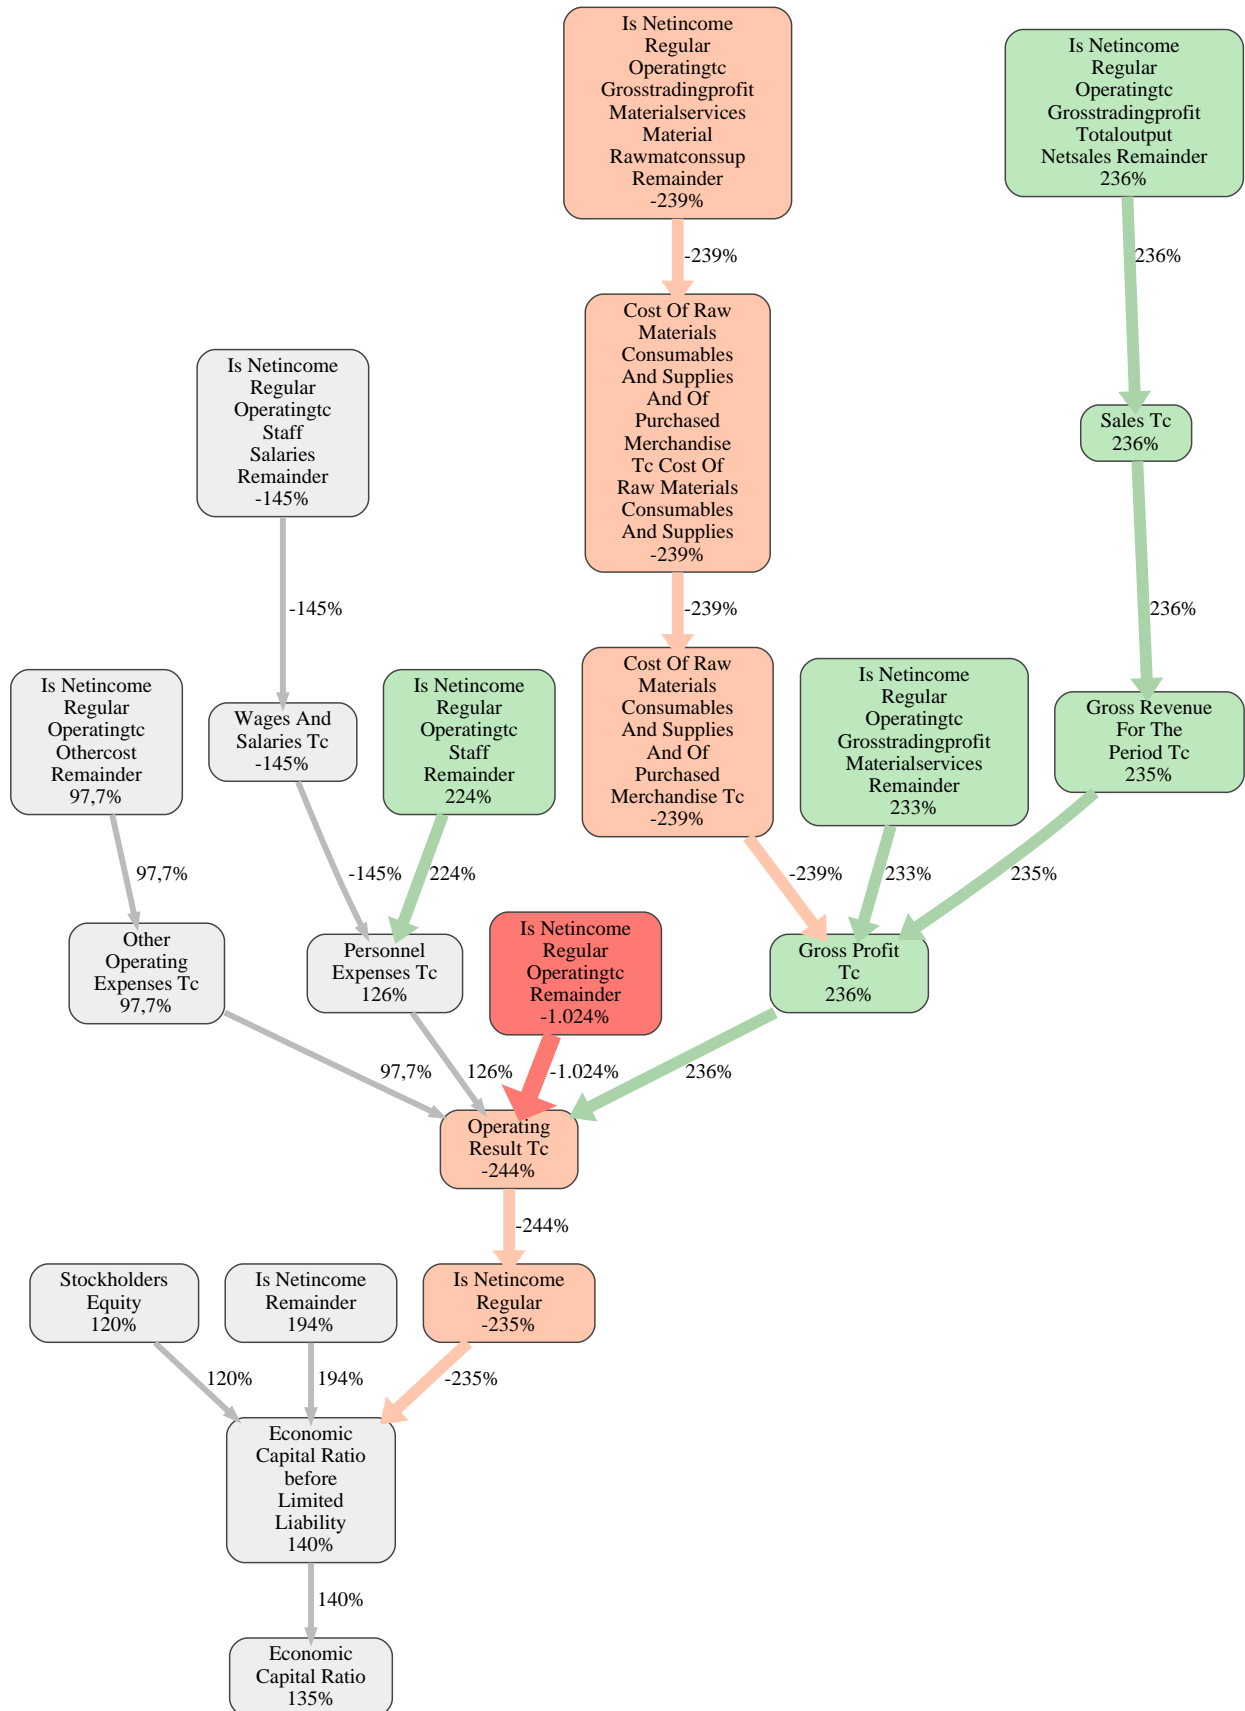 Is Netincome
Regular
Operatingtc
Grosstradingprofit
Materialservices
Material
Rawmatconssup
Remainder
-239%
Is Netincome
Regular
Operatingtc
Grosstradingprofit
Totaloutput
Netsales Remainder
236%
-239%
236%
Cost Of Raw
Materials
Consumables
And Supplies
And Of
Purchased
Merchandise
Tc Cost Of
Raw Materials
Consumables
And Supplies
-239%
Is Netincome
Regular
Operatingtc
Staff
Salaries
Remainder
-145%
Sales Tc
236%
-145%
-239%
236%
Is Netincome
Regular
Operatingtc
Othercost
Remainder
97,7%
Wages And
Salaries Tc
-145%
Is Netincome
Regular
Operatingtc
Staff
Remainder
224%
Cost Of Raw
Materials
Consumables
And Supplies
And Of
Purchased
Merchandise Tc
-239%
Is Netincome
Regular
Operatingtc
Grosstradingprofit
Materialservices
Remainder
233%
Gross Revenue
For The
Period Tc
235%
97,7%
-145%
224%
-239%
233%
235%
Other
Operating
Expenses Tc
97,7%
Personnel
Expenses Tc
126%
Is Netincome
Regular
Operatingtc
Remainder
-1.024%
Gross Profit
Tc
236%
97,7%
126%
-1.024%
236%
Operating
Result Tc
-244%
-244%
Stockholders
Equity
120%
Is Netincome
Remainder
194%
Is Netincome
Regular
-235%
120%
194%
-235%
Economic
Capital Ratio
before
Limited
Liability
140%
140%
Economic
Capital Ratio
135%